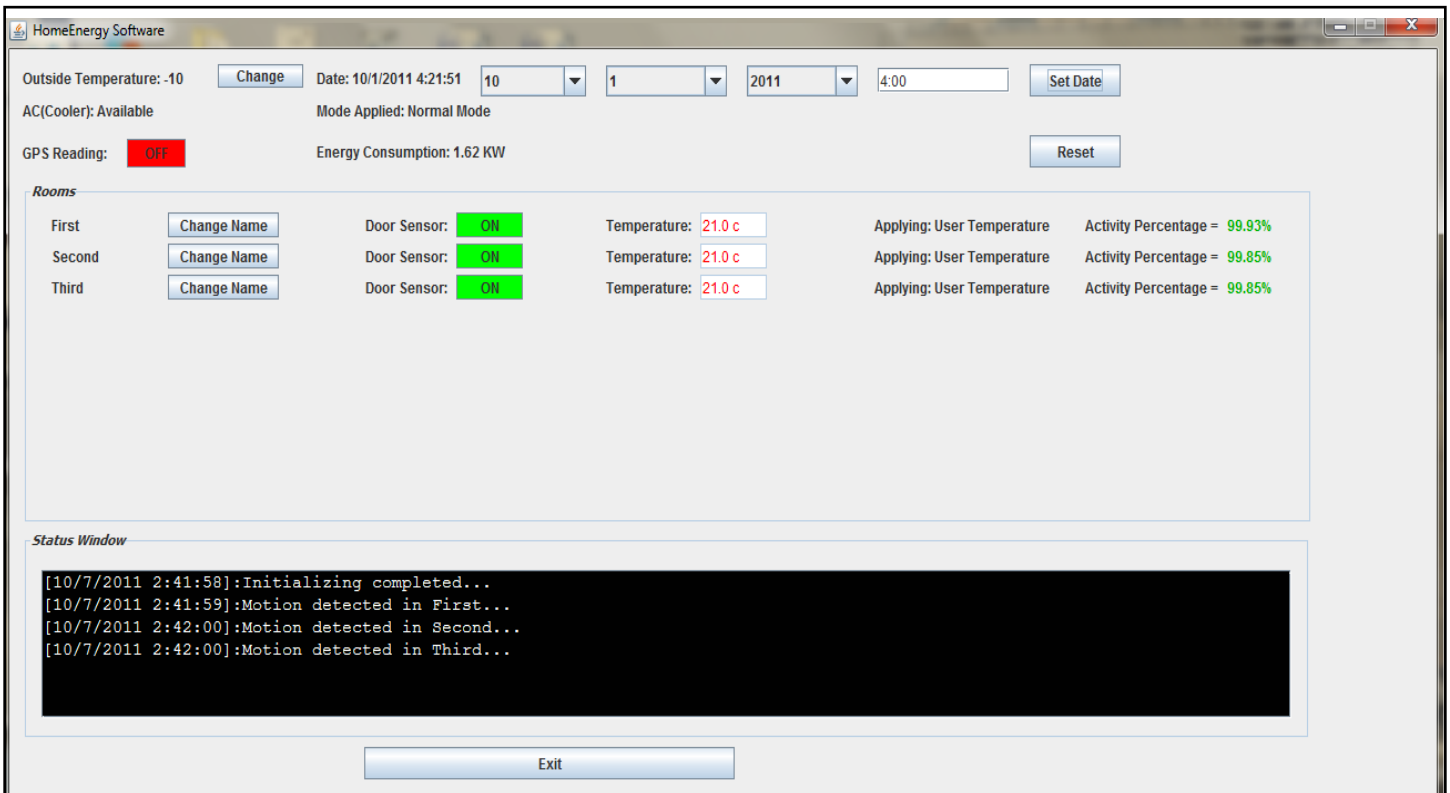 HomeEnergy Software
Outside Temperature: -10 Change Date: 10/1/2011 4:21:51 10 1 2011 4:00 Set Date
AC(Cooler): Available Mode Applied: Normal Mode
GPS Reading: OFF Energy Consumption: 1.62 KW Reset
Rooms
First Change Name Door Sensor: ON Temperature: 21.0 c Applying: User Temperature Activity Percentage = 99.93%
Second Change Name Door Sensor: ON Temperature: 21.0 c Applying: User Temperature Activity Percentage = 99.85%
Third Change Name Door Sensor: ON Temperature: 21.0 c Applying: User Temperature Activity Percentage = 99.85%
Status Window
[10/7/2011 2:41:58]:Initializing completed...
[10/7/2011 2:41:59]:Motion detected in First...
[10/7/2011 2:42:00]:Motion detected in Second...
[10/7/2011 2:42:00]:Motion detected in Third...
Exit